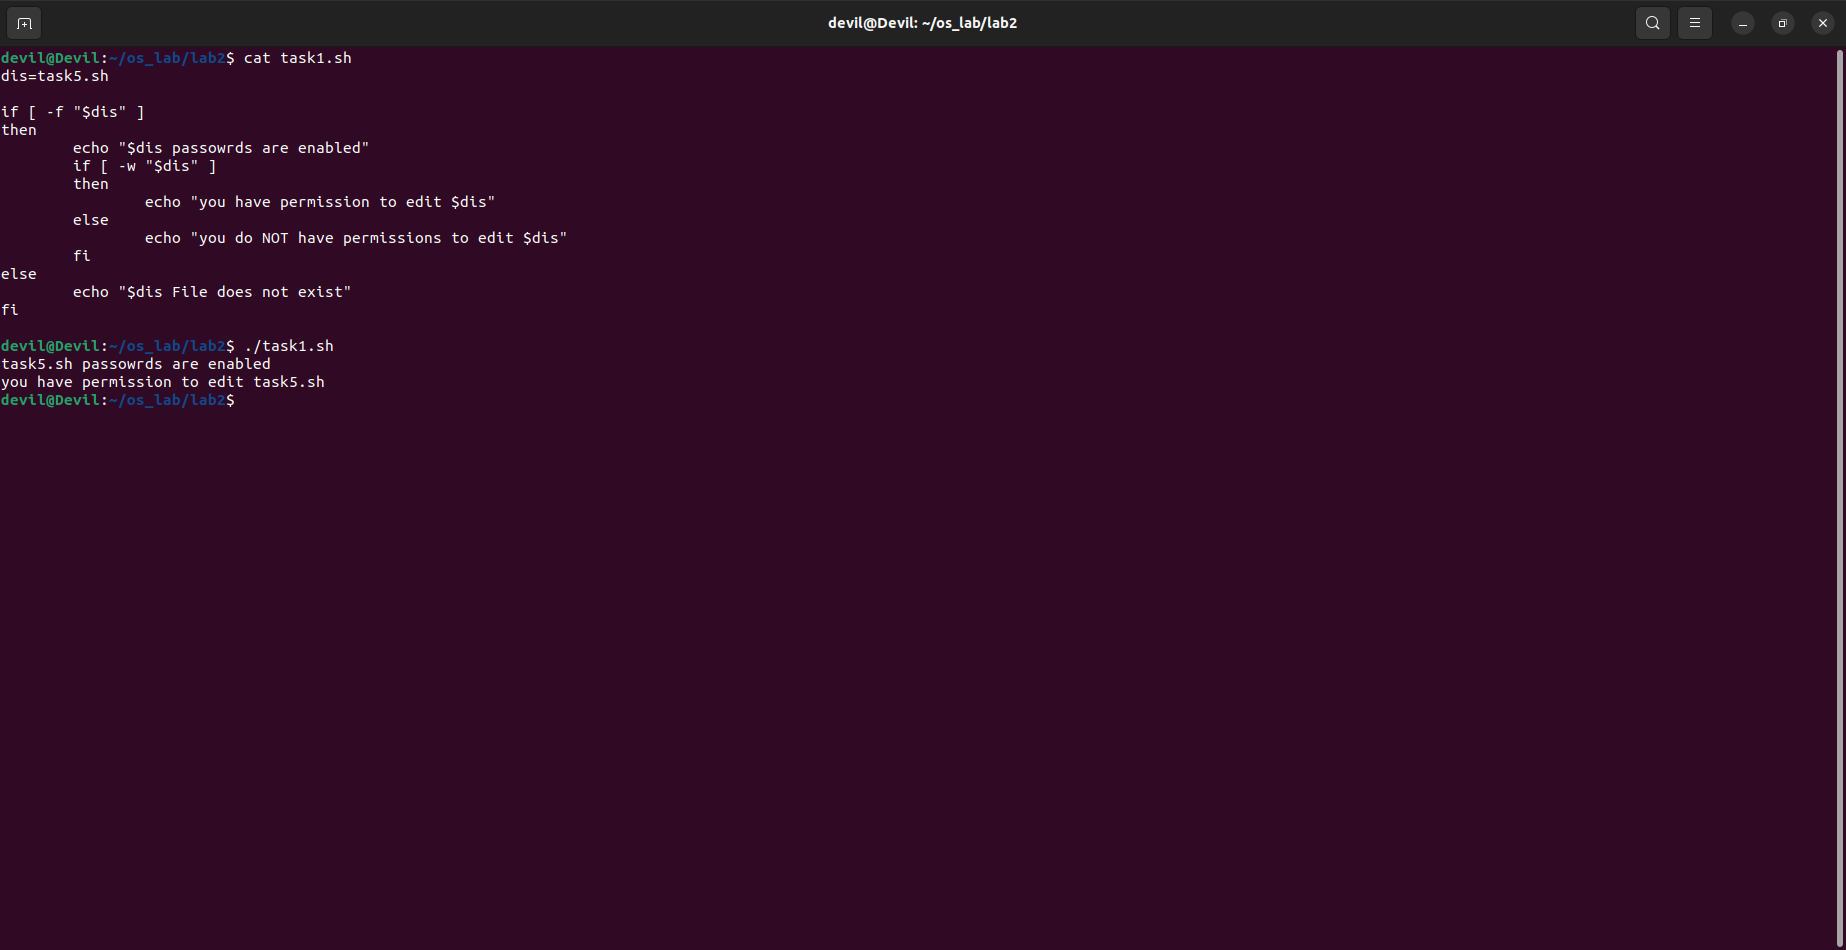 devil@Devil: ~/os_lab/lab2
devil@Devil:~/os_lab/lab2$ cat task1.sh
dis=task5.sh
if [ -f "$dis" ]
then
echo "$dis passowrds are enabled"
if [ -w "$dis" ]
then
echo "you have permission to edit $dis"
else
echo "you do NOT have permissions to edit $dis"
fi
else
echo "$dis File does not exist"
fi
devil@Devil:~/os_lab/lab2$ ./task1.sh
task5.sh passowrds are enabled
you have permission to edit task5.sh
devil@Devil:~/os_lab/lab2$